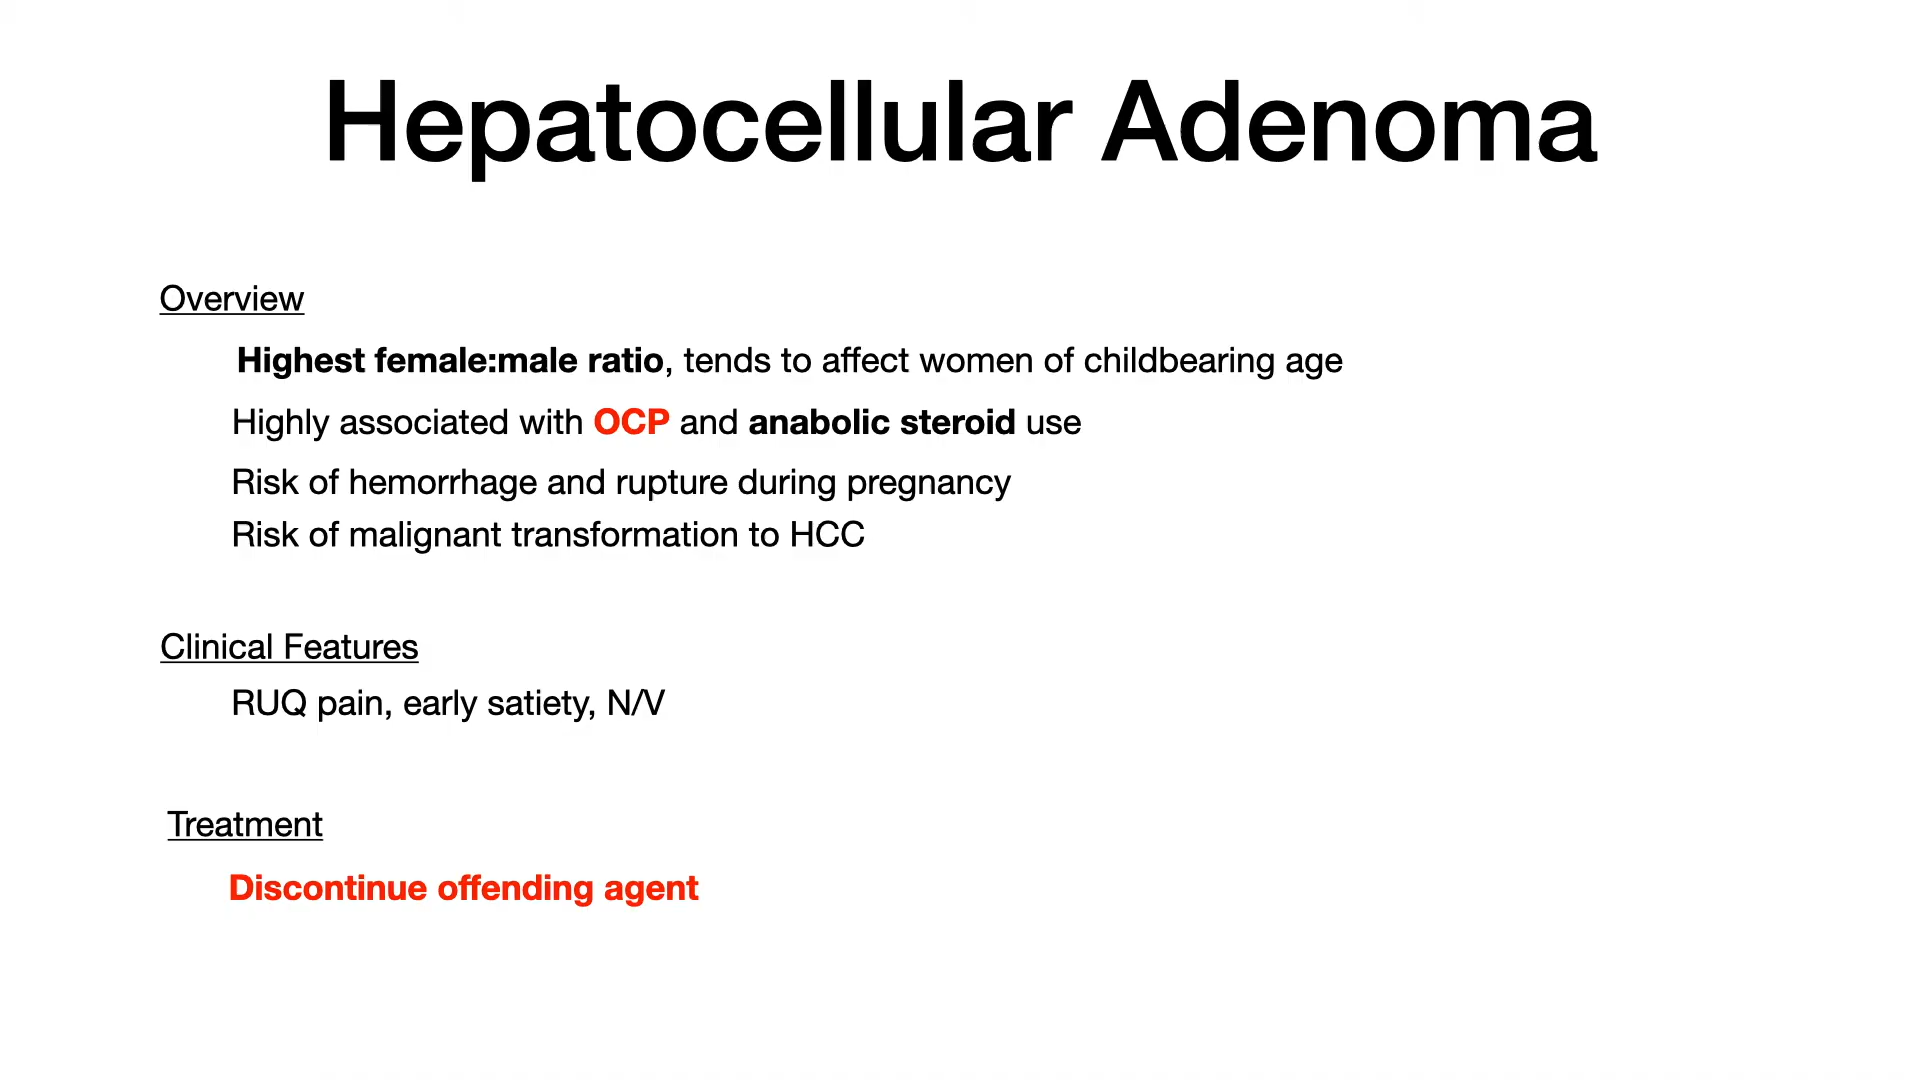 Hepatocellular Adenoma
Overview
Highest female:male ratio, tends to affect women of childbearing age
Highly associated with OCP and anabolic steroid use
Risk of hemorrhage and rupture during pregnancy
Risk of malignant transformation to HCC
Clinical Features
RUQ pain, early satiety, N/V
Treatment
Discontinue offending agent